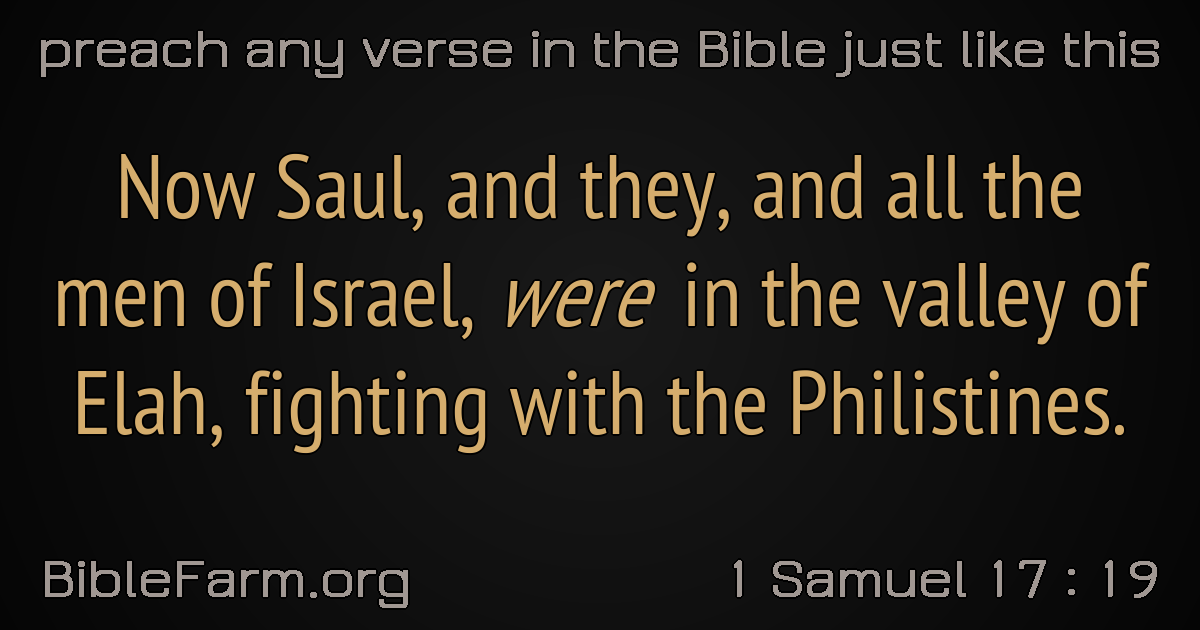 preach any verse in the Bible just like this
Now Saul, and they, and all the
men of Israel, were in the valley of
Elah, fighting with the Philistines.
BibleFarm.org
1 Samuel 17 : 19